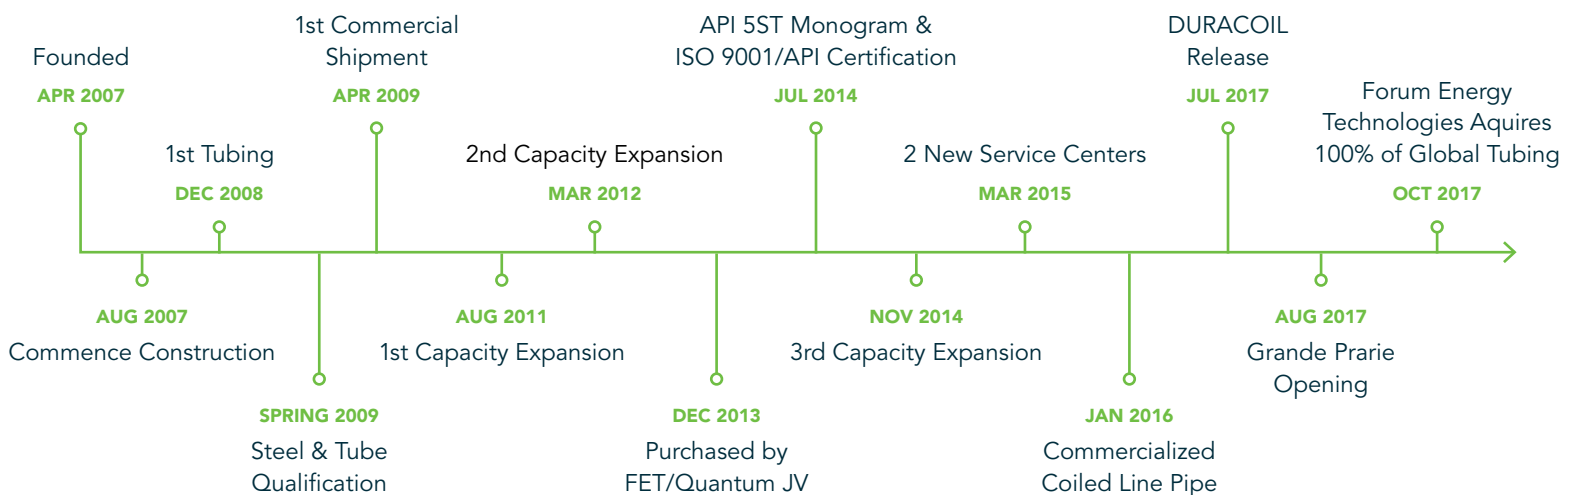 Founded
APR 2007
Commence Construction
AUG 2007
1st Tubing
DEC 2008
SPRING 2009
Steel & Tube
Qualification
1st Commercial
Shipment
APR 2009
AUG 2011
1st Capacity Expansion
2nd Capacity Expansion
MAR 2012
DEC 2013
Purchased by
FET/Quantum JV
API 5ST Monogram &
ISO 9001/API Certification
JUL 2014
NOV 2014
3rd Capacity Expansion
2 New Service Centers
MAR 2015
JAN 2016
Commercialized
Coiled Line Pipe
DURACOIL
Release
JUL 2017
AUG 2017
Grande Prarie
Opening
Forum Energy
Technologies Aquires
100% of Global Tubing
OCT 2017